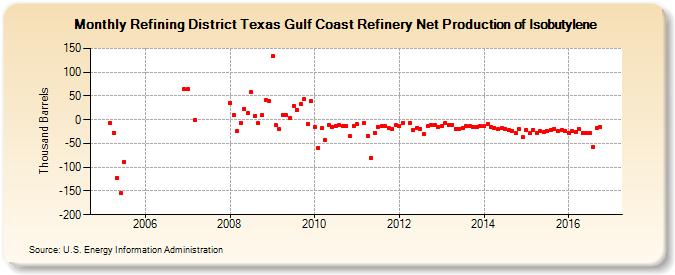 Monthly Refining District Texas Gulf Coast Refinery Net Production of Isobutylene
Thousand Barrels
150
100
50
0
-50
-100
-150
-200
2006 2008 2010 2012 2014 2016
Source: U.S. Energy Information Administration